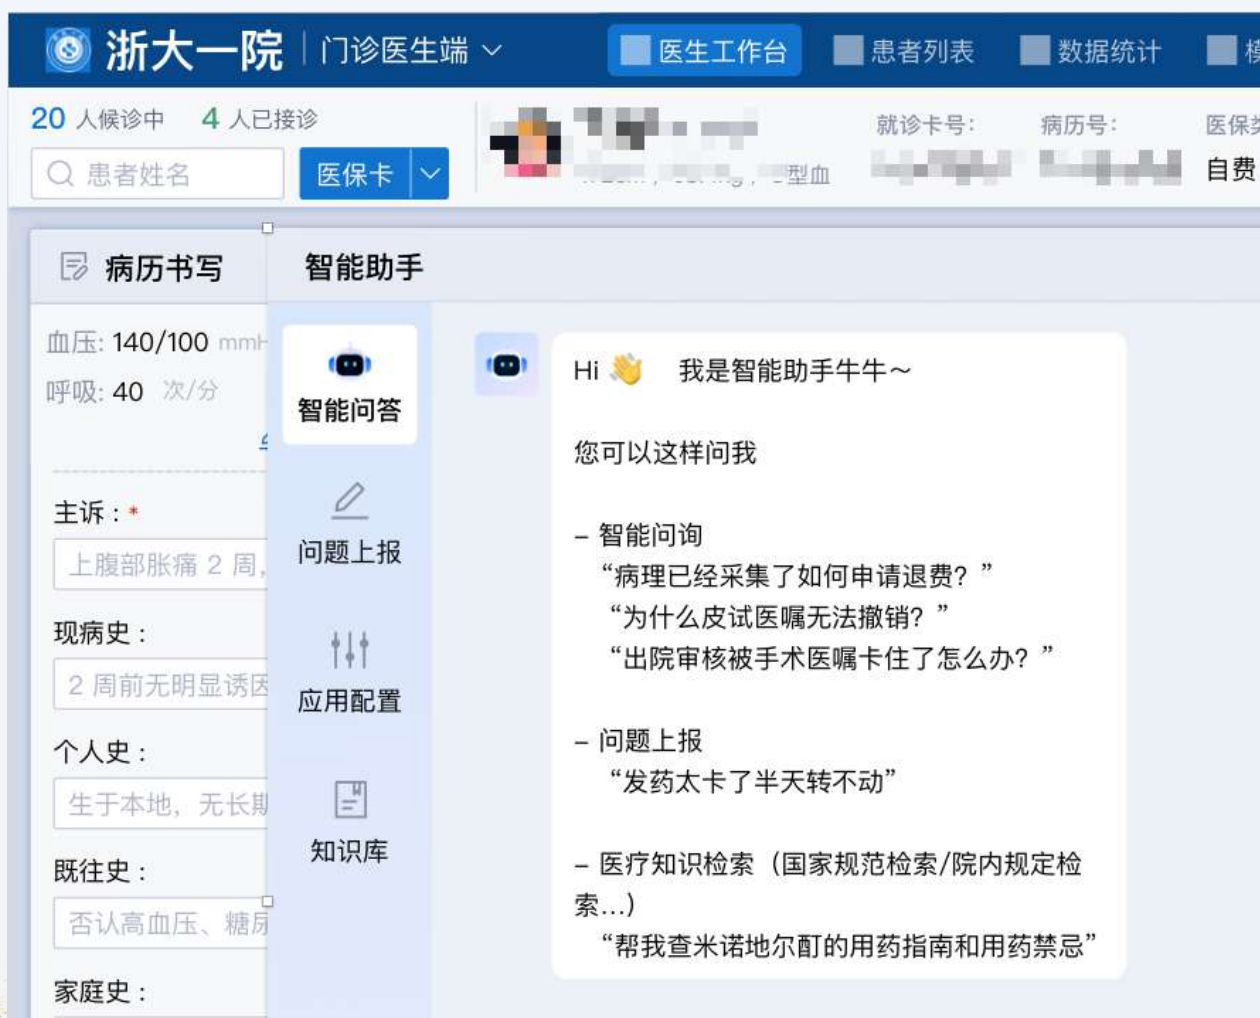 浙大一院 门诊医生端 医生工作台 患者列表 数据统计
20 人候诊中 4 人已接诊
就诊卡号: 病历号:
患者姓名 医保卡
型血
自费
病历书写
智能助手
血压: 140/100
呼吸: 40 次/分
主诉：*
上腹部胀痛 2 周,
现病史：
2 周前无明显诱因
个人史：
生于本地，无长期
既往史：
否认高血压、糖尿
家庭史：
智能问答
问题上报
应用配置
知识库
Hi 👋 我是智能助手牛牛～
您可以这样问我
– 智能问询
“病理已经采集了如何申请退费？”
“为什么皮试医嘱无法撤销？”
“出院审核被手术医嘱卡住了怎么办？”
– 问题上报
“发药太卡了半天转不动”
– 医疗知识检索（国家规范检索/院内规定检
索...）
“帮我查米诺地尔酊的用药指南和用药禁忌”